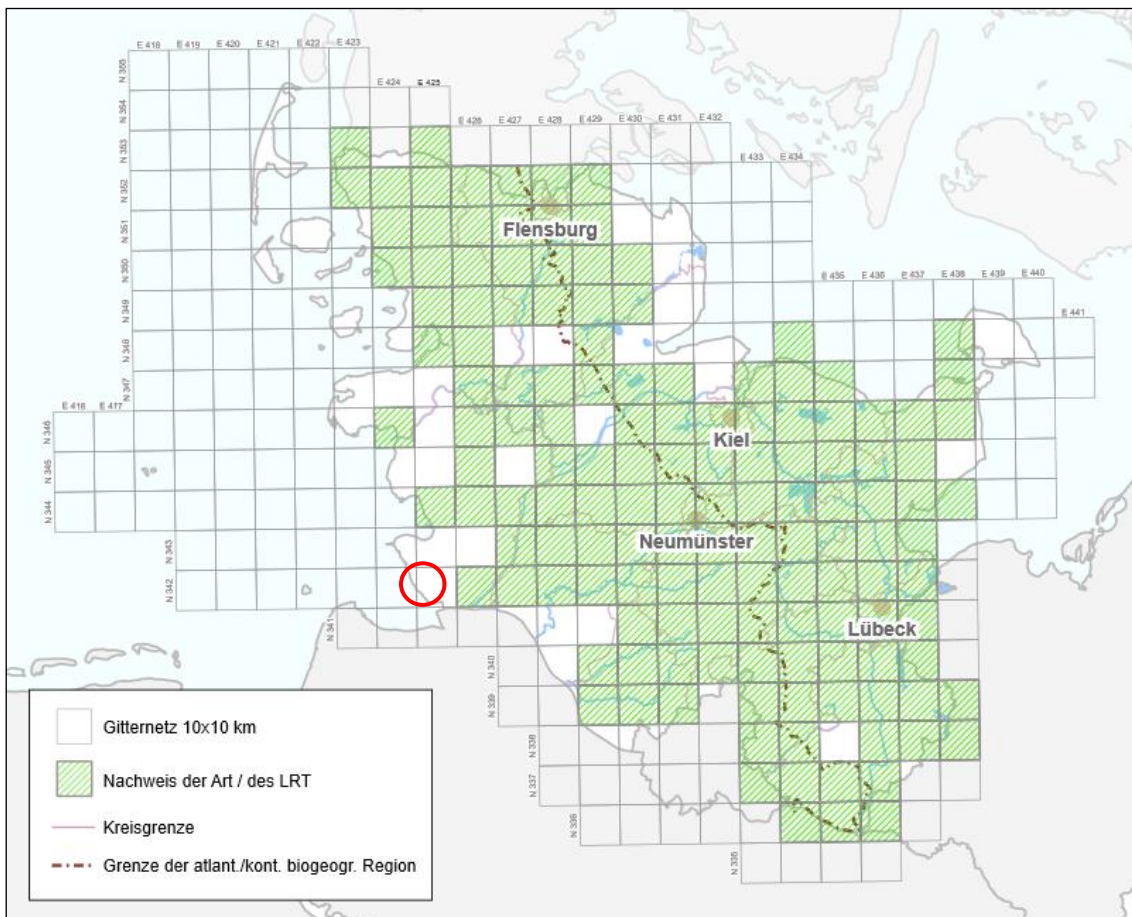 E 418 E 419 E 420 E 421 E 422 E 423
N 355
E 424 E 425
N 354
E 426 E 427 E 428 E 429 E 430 E 431 E 432
N 353
E 433 E 434
N 352
Flensburg
N 351
N 350
E 435 E 436 E 437 E 438 E 439 E 440
N 349
E 441
N 348
N 347
E 416 E 417
N 346
Kiel
N 345
N 344
Neumünster
N 343
N 342
Lübeck
N 341
N 340
N 339
N 338
N 337
N 336
N 335
Gitternetz 10x10 km
Nachweis der Art / des LRT
Kreisgrenze
Grenze der atlant./kont. biogeogr. Region